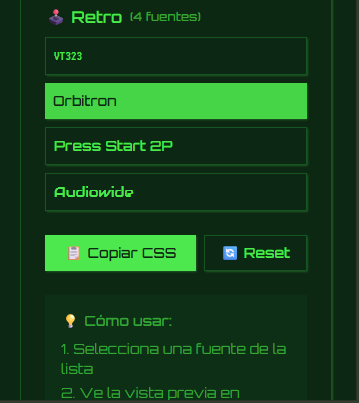 Retro (4 fuentes)
VT323
Orbitron
Press Start 2P
Audiowide
Copiar CSS
Reset
Cómo usar:
1. Selecciona una fuente de la
lista
2. Ve la vista previa en